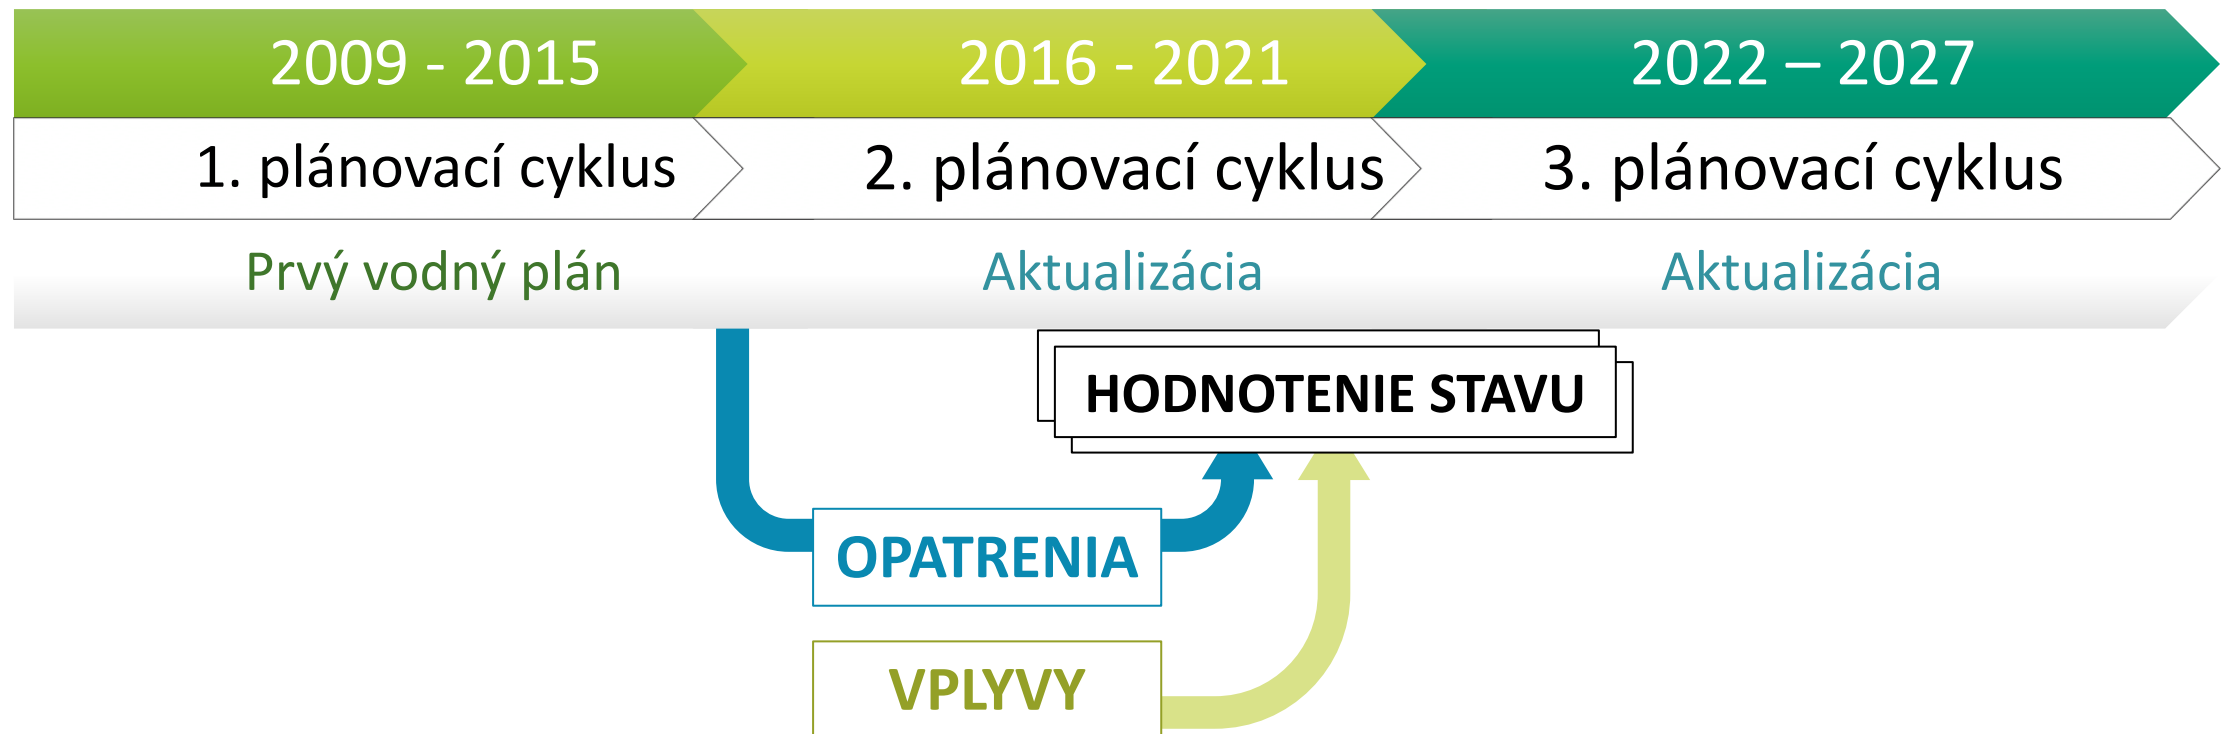 2009 - 2015
2016 - 2021
2022 – 2027
1. plánovací cyklus
2. plánovací cyklus
3. plánovací cyklus
Prvý vodný plán
Aktualizácia
Aktualizácia
HODNOTENIE STAVU
OPATRENIA
VPLYVY